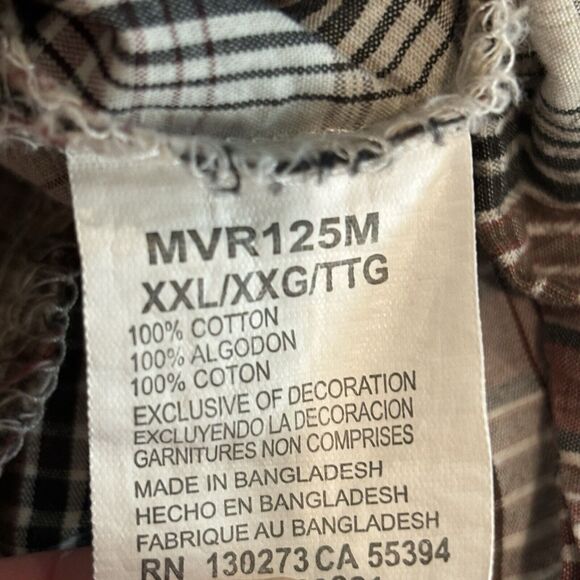 MVR125M
XXL/XXG/TTG
100% COTTON
100% ALGODON
100% COTON
EXCLUSIVE OF DECORATION
EXCLUYENDO LA DECORACION
GARNITURES NON COMPRISES
MADE IN BANGLADESH
HECHO EN BANGLADESH
FABRIQUE AU BANGLADESH
RN 130273 CA 55394